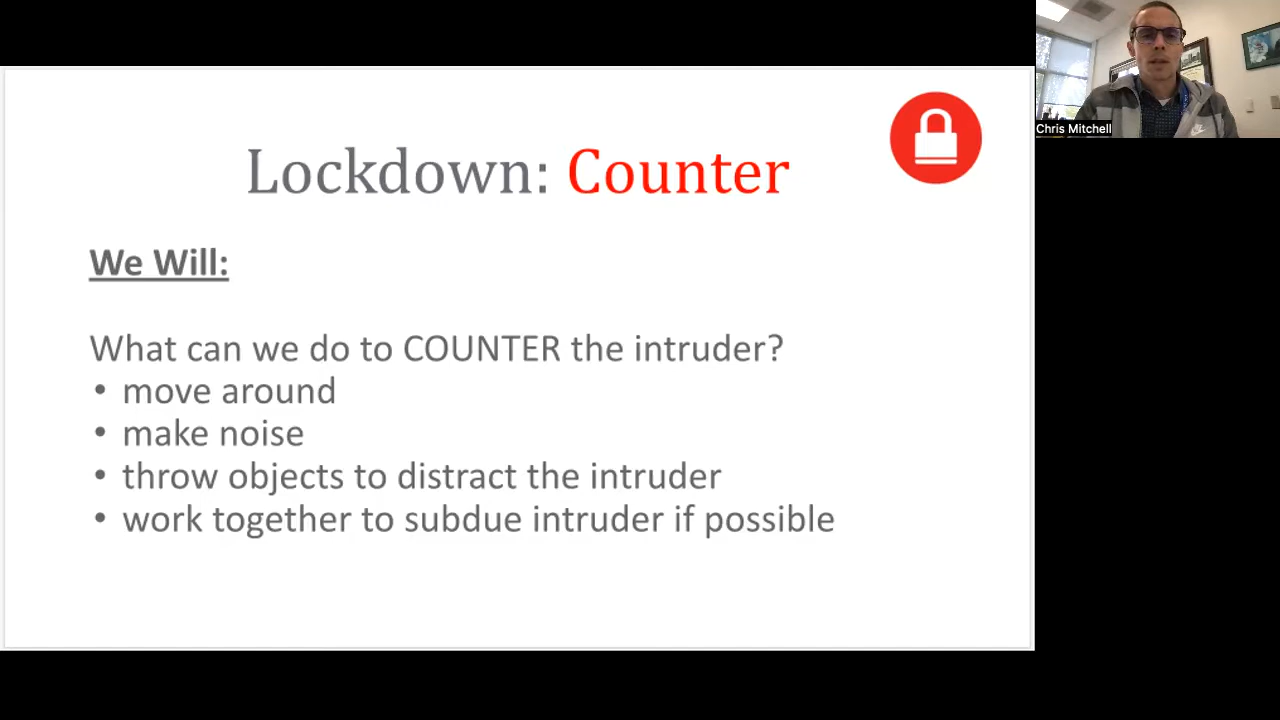 Lockdown: Counter
We Will:
What can we do to COUNTER the intruder?
• move around
• make noise
• throw objects to distract the intruder
• work together to subdue intruder if possible
Chris Mitchell